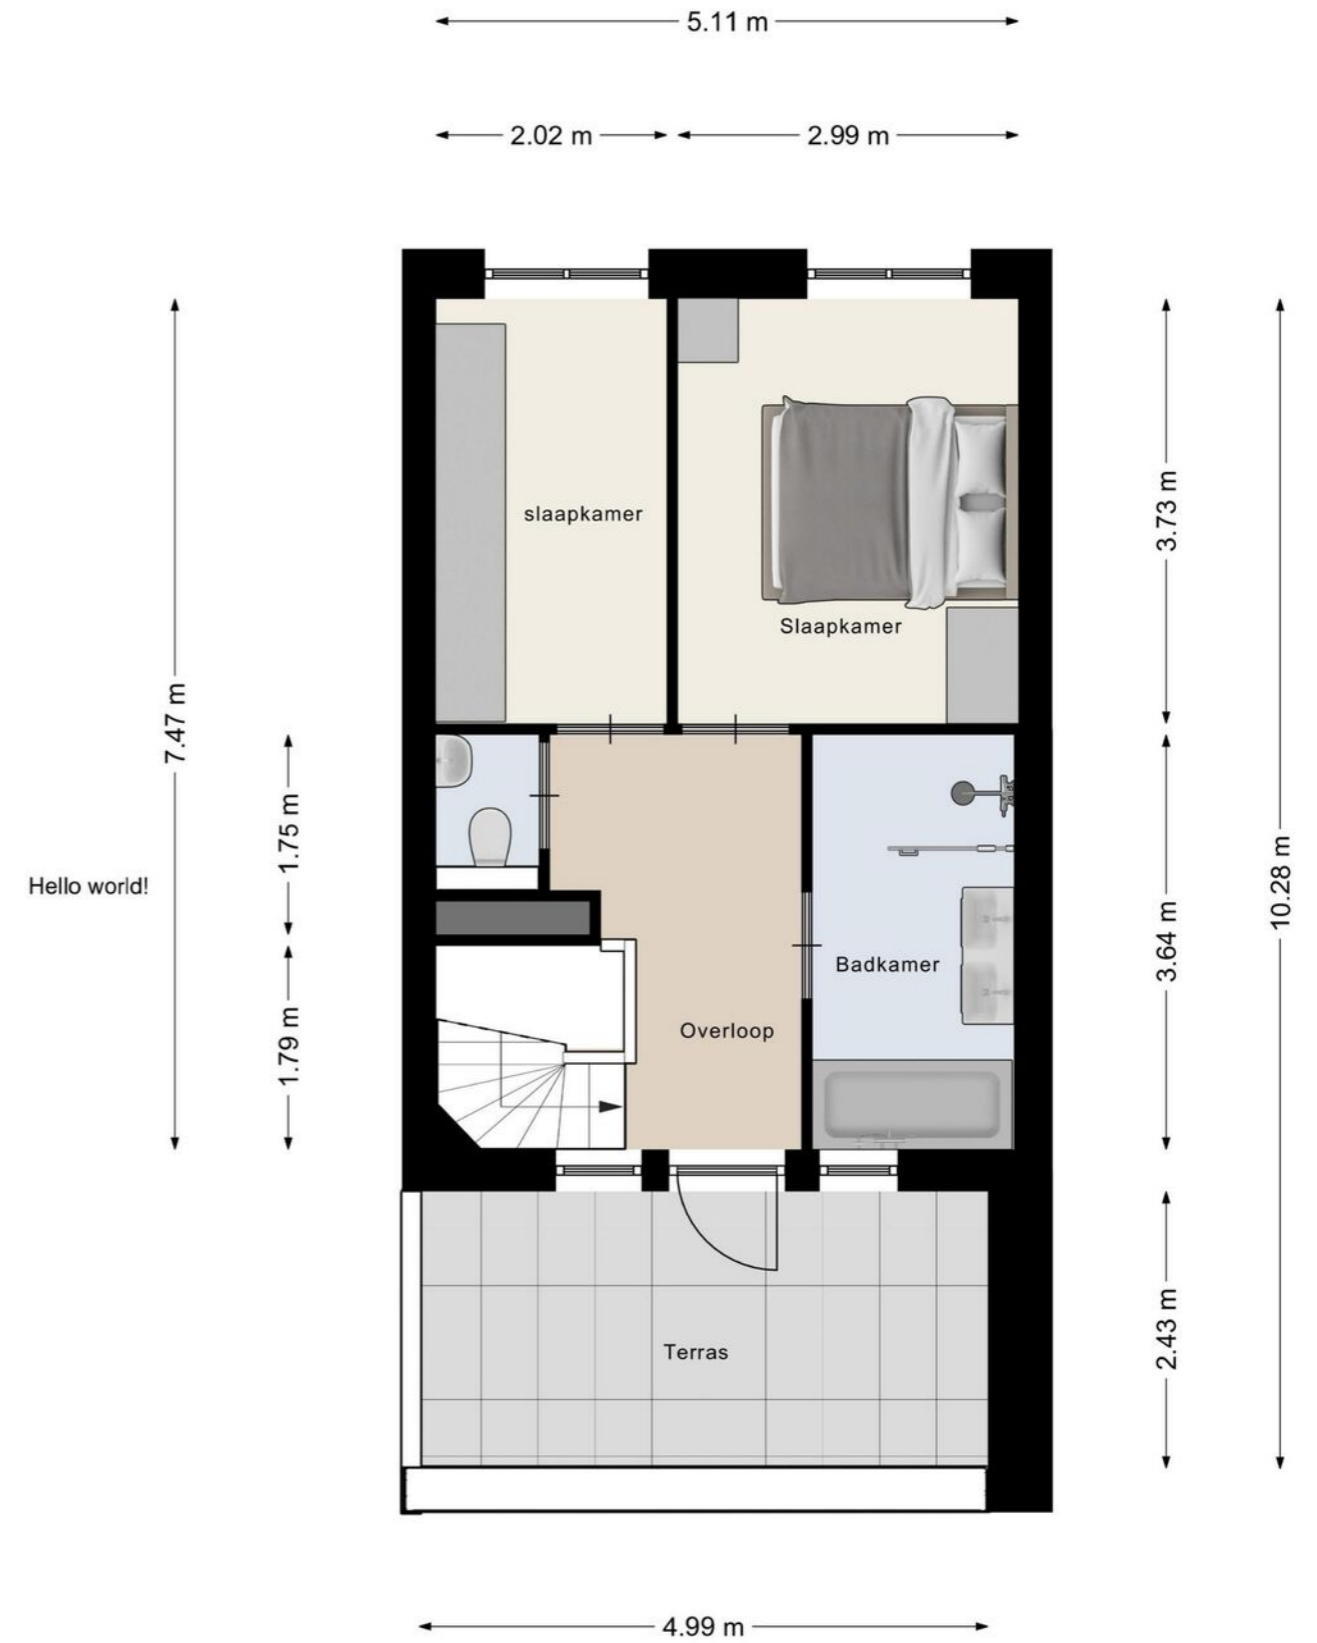 5.11 m
2.02 m
2.99 m
slaapkamer
3.73 m
Slaapkamer
7.47 m
1.75 m
Hello world!
10.28 m
3.64 m
Badkamer
Overloop
1.79 m
2.43 m
Terras
4.99 m